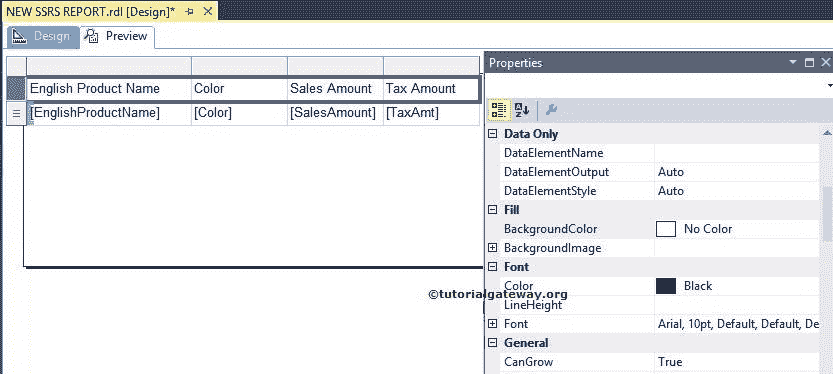 NEW SSRS REPORT.rdl [Design]*
Design Preview
English Product Name Color Sales Amount Tax Amount
[EnglishProductName] [Color] [SalesAmount] [TaxAmt]
Properties
Data Only
DataElementName
DataElementOutput Auto
DataElementStyle Auto
Fill
BackgroundColor No Color
BackgroundImage
Font
Color Black
©tutorialgateway.org
LineHeight
Font Arial, 10pt, Default, Default, De
General
CanGrow True